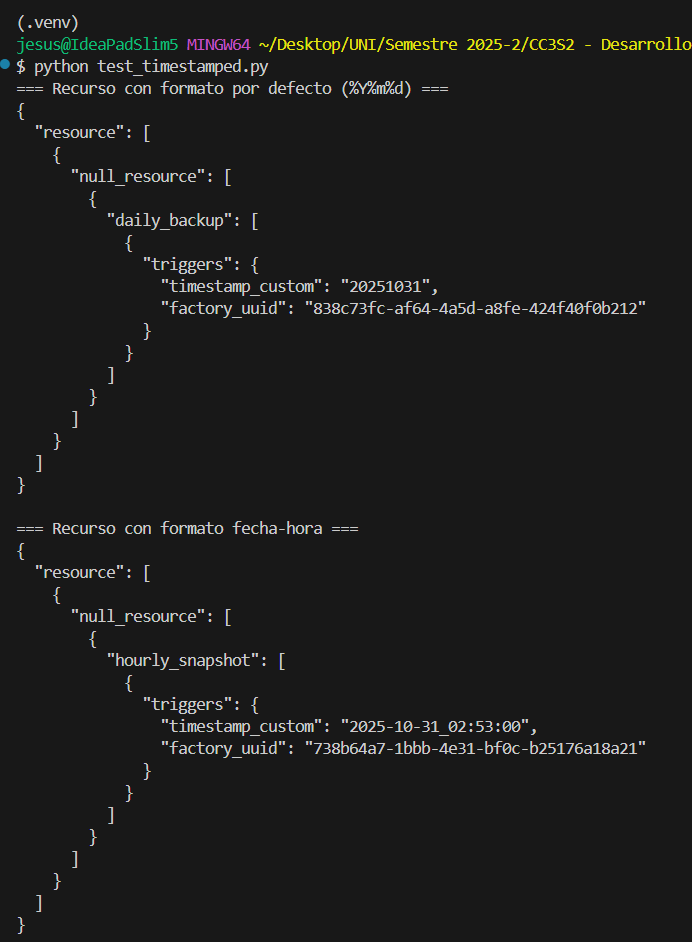 (.venv)
jesus@IdeaPadSlim5 MINGW64 ~/Desktop/UNI/Semestre 2025-2/CC3S2 - Desarrollo
$ python test_timestamped.py
=== Recurso con formato por defecto (%Y%m%d) ===
{
  "resource": [
    {
      "null_resource": [
        {
          "daily_backup": [
            {
              "triggers": {
                "timestamp_custom": "20251031",
                "factory_uuid": "838c73fc-af64-4a5d-a8fe-424f40f0b212"
              }
            }
          ]
        }
      ]
    }
  ]
}

=== Recurso con formato fecha-hora ===
{
  "resource": [
    {
      "null_resource": [
        {
          "hourly_snapshot": [
            {
              "triggers": {
                "timestamp_custom": "2025-10-31_02:53:00",
                "factory_uuid": "738b64a7-1bbb-4e31-bf0c-b25176a18a21"
              }
            }
          ]
        }
      ]
    }
  ]
}